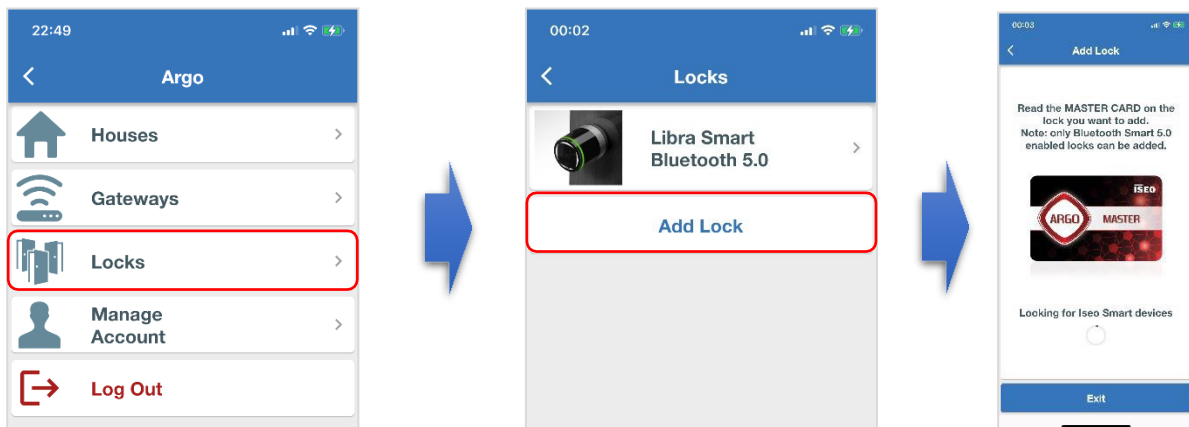 22:49
Argo
Houses
Gateways
Locks
Manage
Account
Log Out
00:02
Locks
Libra Smart
Bluetooth 5.0
Add Lock
00:03
Add Lock
Read the MASTER CARD on the
lock you want to add.
Note: only Bluetooth Smart 5.0
enabled locks can be added.
ISEO
ARGO MASTER
Looking for Iseo Smart devices
Exit